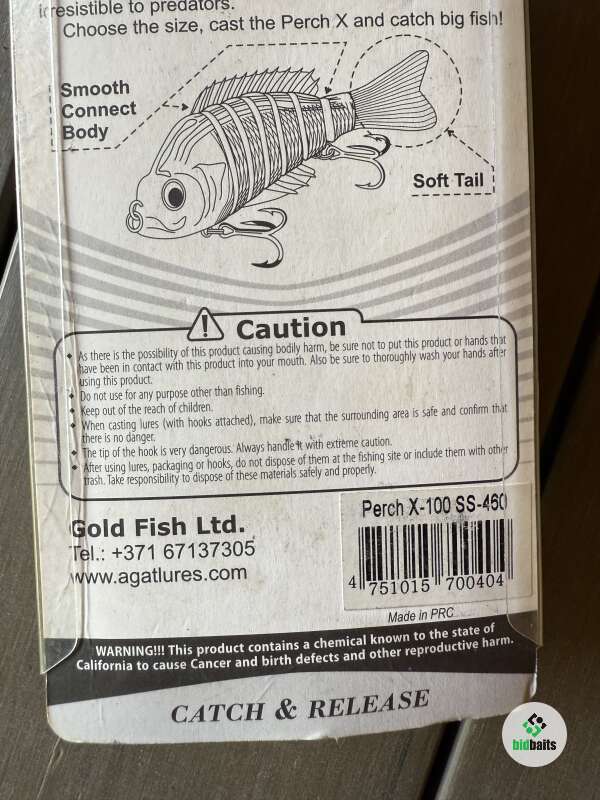 irresistible to predators.
Choose the size, cast the Perch X and catch big fish!
Smooth
Connect
Body
Soft Tail
Caution
As there is the possibility of this product causing bodily harm, be sure not to put this product or hands that
have been in contact with this product into your mouth. Also be sure to thoroughly wash your hands after
using this product.
Do not use for any purpose other than fishing.
Keep out of the reach of children.
When casting lures (with hooks attached), make sure that the surrounding area is safe and confirm that
there is no danger.
The tip of the hook is very dangerous. Always handle it with extreme caution.
After using lures, packaging or hooks, do not dispose of them at the fishing site or include them with other
trash. Take responsibility to dispose of these materials safely and properly.
Gold Fish Ltd.
Tel.: +371 67137305
www.agatlures.com
Perch X-100 SS-460
4 751015 700404
Made in PRC
WARNING!!! This product contains a chemical known to the state of
California to cause Cancer and birth defects and other reproductive harm.
CATCH & RELEASE
bidbaits